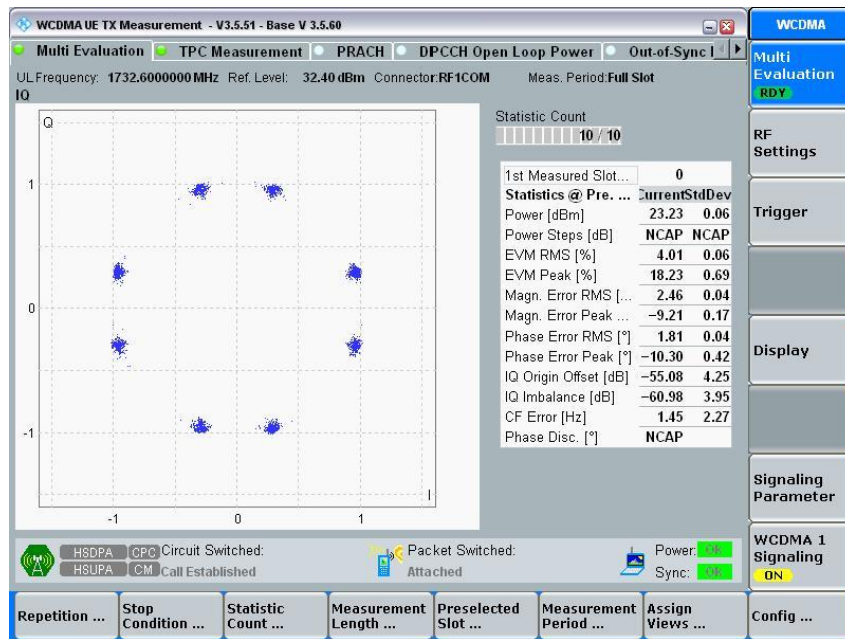 WCDMA UE TX Measurement - V3.5.51 - Base V 3.5.60
WCDMA
Multi Evaluation TPC Measurement PRACH DPCCH Open Loop Power Out-of-Sync
UL Frequency: 1732.6000000 MHz Ref. Level: 32.40 dBm Connector:RF1COM Meas. Period:Full Slot
IQ
Q
1
0
-1
-1 0 1
I
Statistic Count
10 / 10
1st Measured Slot... 0
Statistics @ Pre. ... Current StdDev
Power [dBm] 23.23 0.06
Power Steps [dB] NCAP NCAP
EVM RMS [%] 4.01 0.06
EVM Peak [%] 18.23 0.69
Magn. Error RMS [... 2.46 0.04
Magn. Error Peak ... −9.21 0.17
Phase Error RMS [°] 1.81 0.04
Phase Error Peak [°] −10.30 0.42
IQ Origin Offset [dB] −55.08 4.25
IQ Imbalance [dB] −60.98 3.95
CF Error [Hz] 1.45 2.27
Phase Disc. [°] NCAP
Multi
Evaluation
RDY
RF
Settings
Trigger
Display
Signaling
Parameter
WCDMA 1
Signaling
ON
HSDPA CPC Circuit Switched: Packet Switched: Power: OK
HSUPA CM Call Established Attached Sync: OK
Repetition ...
Stop
Condition ...
Statistic
Count ...
Measurement
Length ...
Preselected
Slot ...
Measurement
Period ...
Assign
Views ...
Config ...